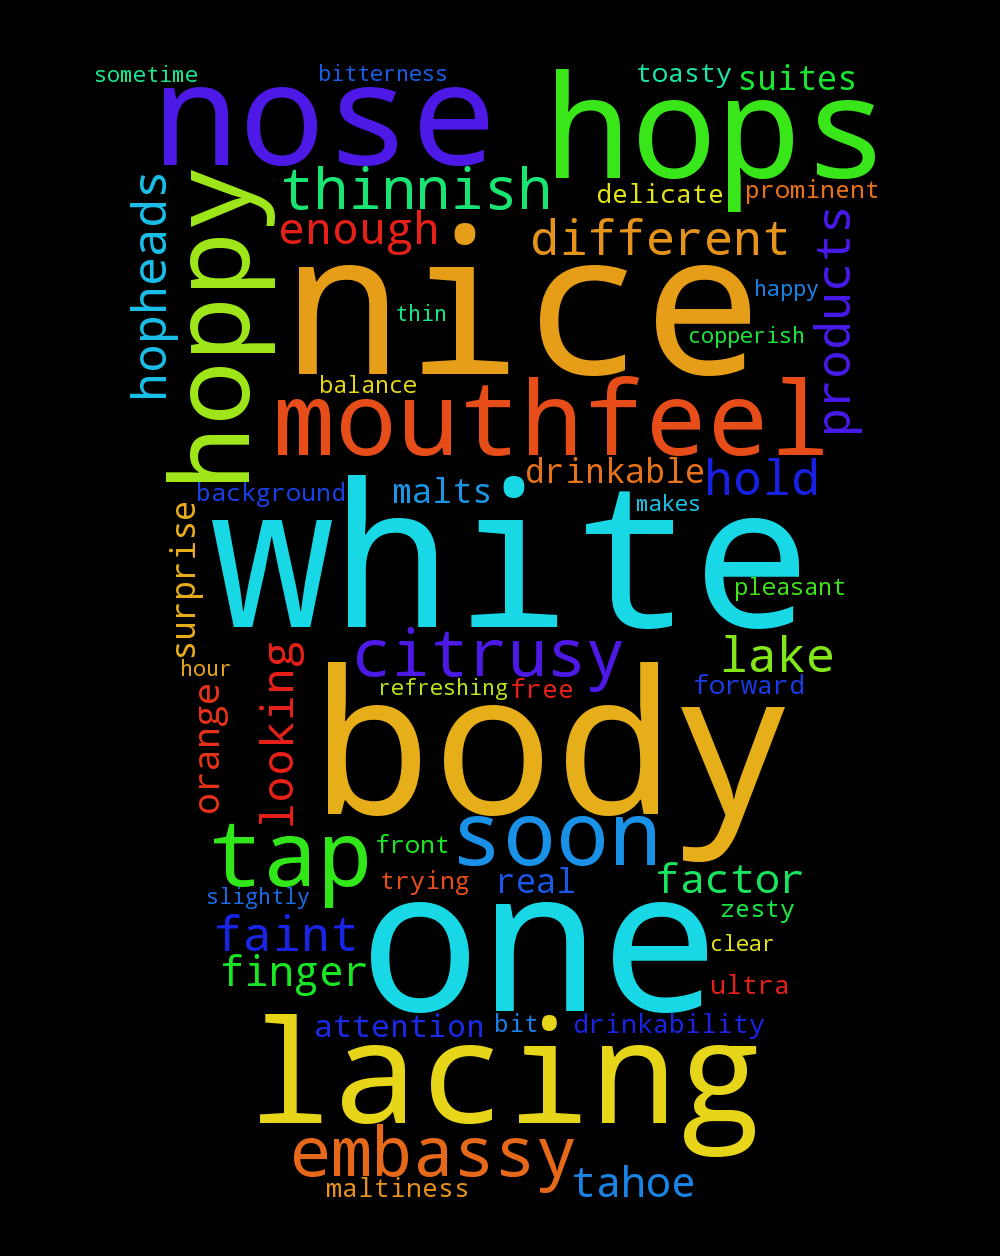 sometime
bitterness
toasty
suites
nose
hops
thinnish
delicate
prominent
hopheads
hoppy
enough
different
products
nice
happy
thin
copperish
balance
mouthfeel
drinkable
hold
background
malts
makes
surprise
white
pleasant
citrusy
lake
hour
looking
refreshing
free
forward
orange
body
tap
front
soon
trying
real
factor
slightly
one
zesty
faint
clear
finger
ultra
attention
bit
drinkability
lacing
embassy
tahoe
maltiness